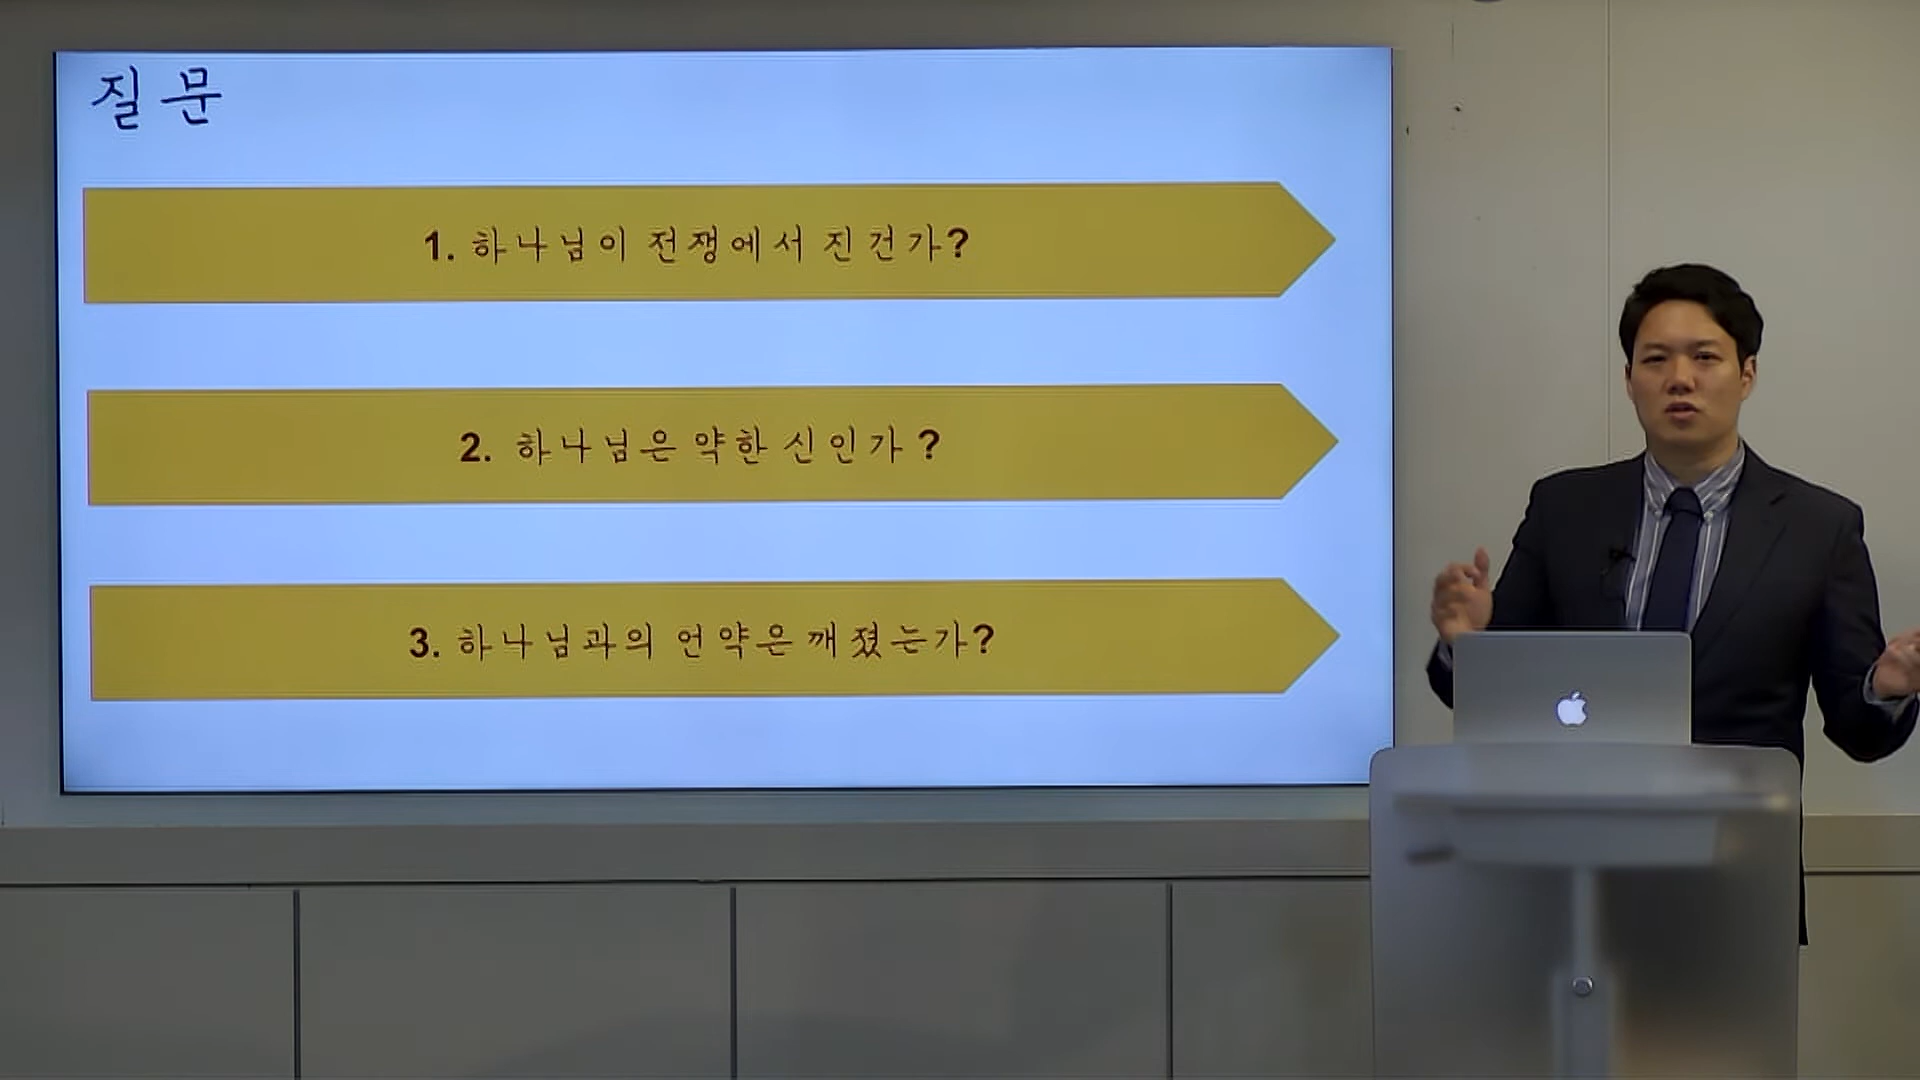 질문
1. 하나님이 전쟁에서 진건가?
2. 하나님은 약한 신인가 ?
3. 하나님과의 언약은 깨졌는가?